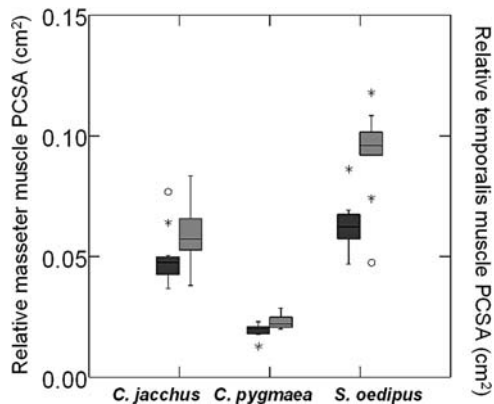 0.15
0.10
0.05
0.00
Relative masseter muscle PCSA (cm²)
Relative temporalis muscle PCSA (cm²)
C. jacchus C. pygmaea S. oedipus